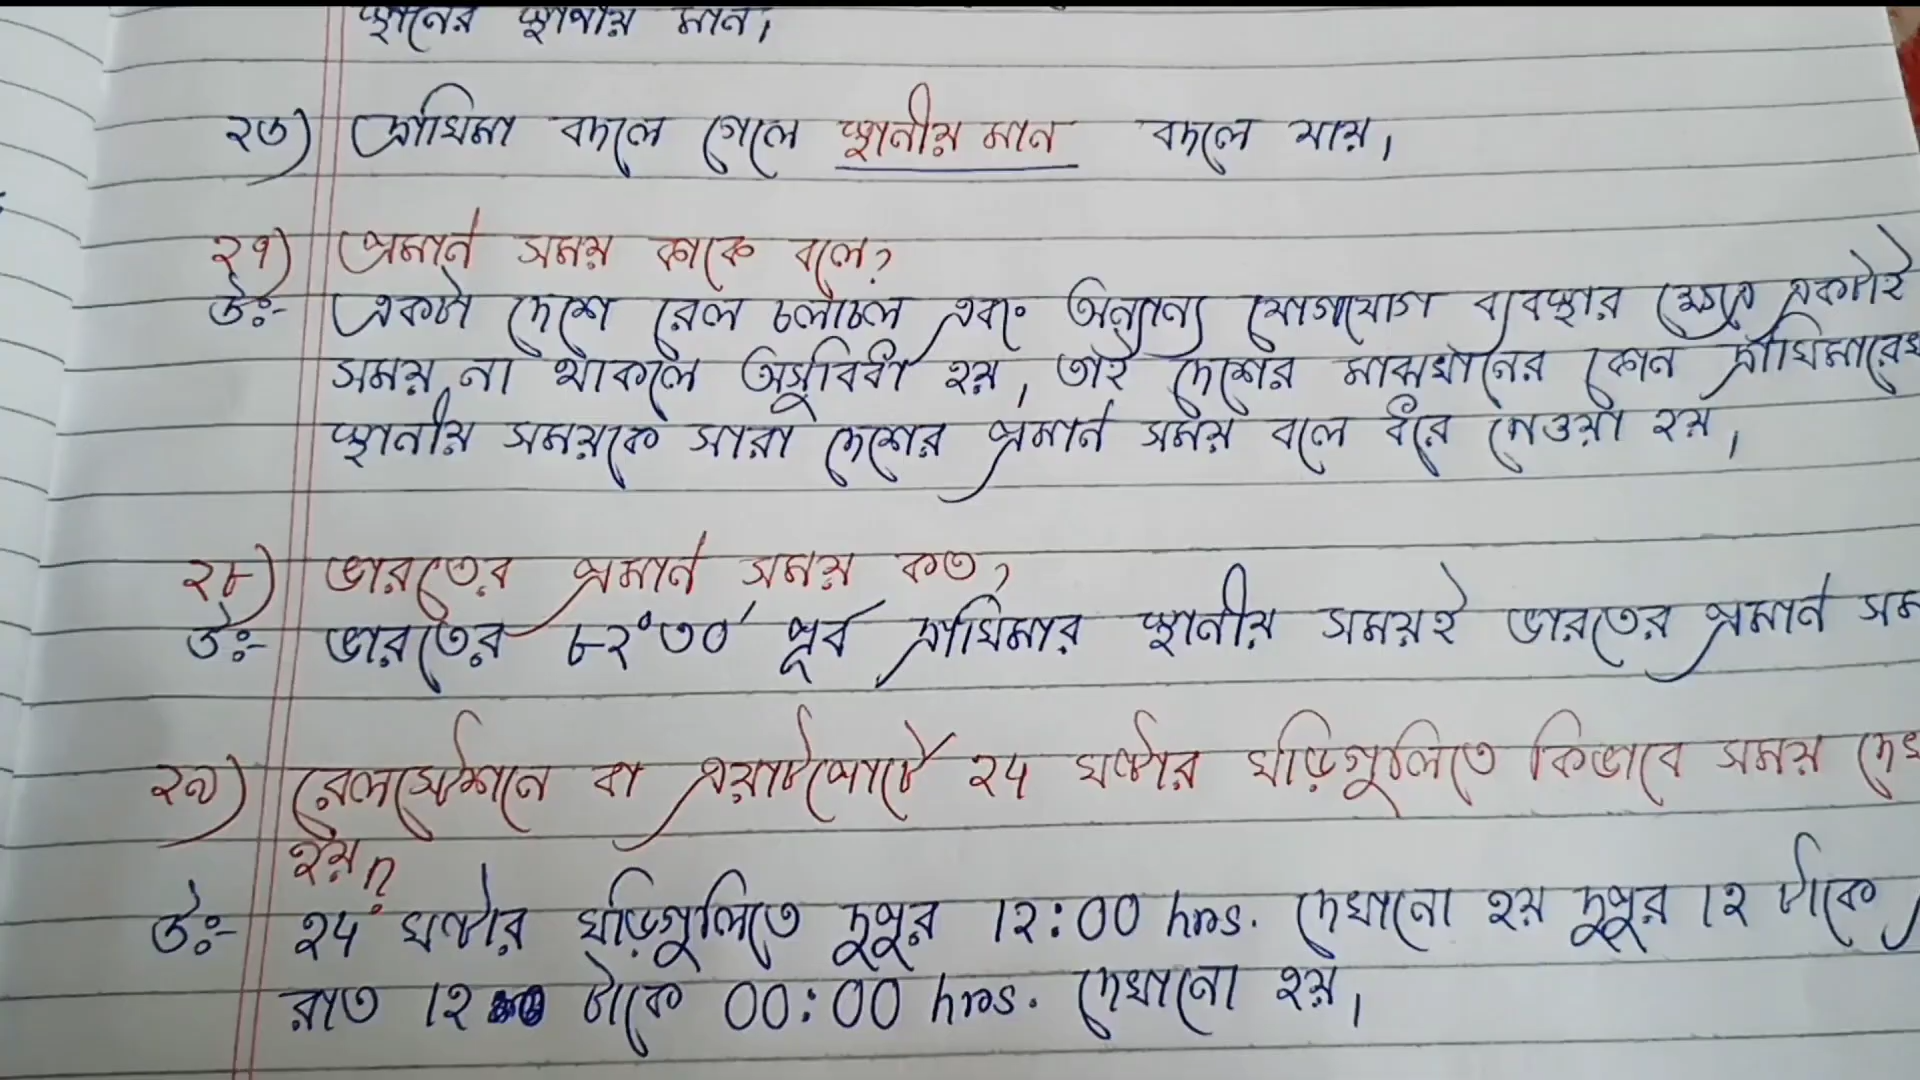 স্থানের স্থানীয় মান।
২৬) দ্রাঘিমা বদলে গেলে স্থানীয় মান বদলে যায়।
২৭) প্রমান সময় কাকে বলে?
উঃ- একটা দেশে রেল চলাচল এবং অন্যান্য যোগাযোগ ব্যবস্থার ক্ষেত্রে একটাই
সময় না থাকলে অসুবিধা হয়, তাই দেশের মাঝখানের কোন দ্রাঘিমারেখ
স্থানীয় সময়কে সারা দেশের প্রমান সময় বলে ধরে নেওয়া হয়।
২৮) ভারতের প্রমান সময় কত?
উঃ- ভারতের ৮২°৩০' পূর্ব দ্রাঘিমার স্থানীয় সময়ই ভারতের প্রমান সম
২৯) রেলস্টেশনে বা এয়ারপোর্টে ২৪ ঘণ্টার ঘড়িগুলিতে কিভাবে সময় দেখ
হয়?
উঃ- ২৪ ঘণ্টার ঘড়িগুলিতে দুপুর ১২:00 hrs. দেখানো হয় দুপুর ১২ টাকে
রাত ১২ টাকে 00:00 hrs. দেখানো হয়।